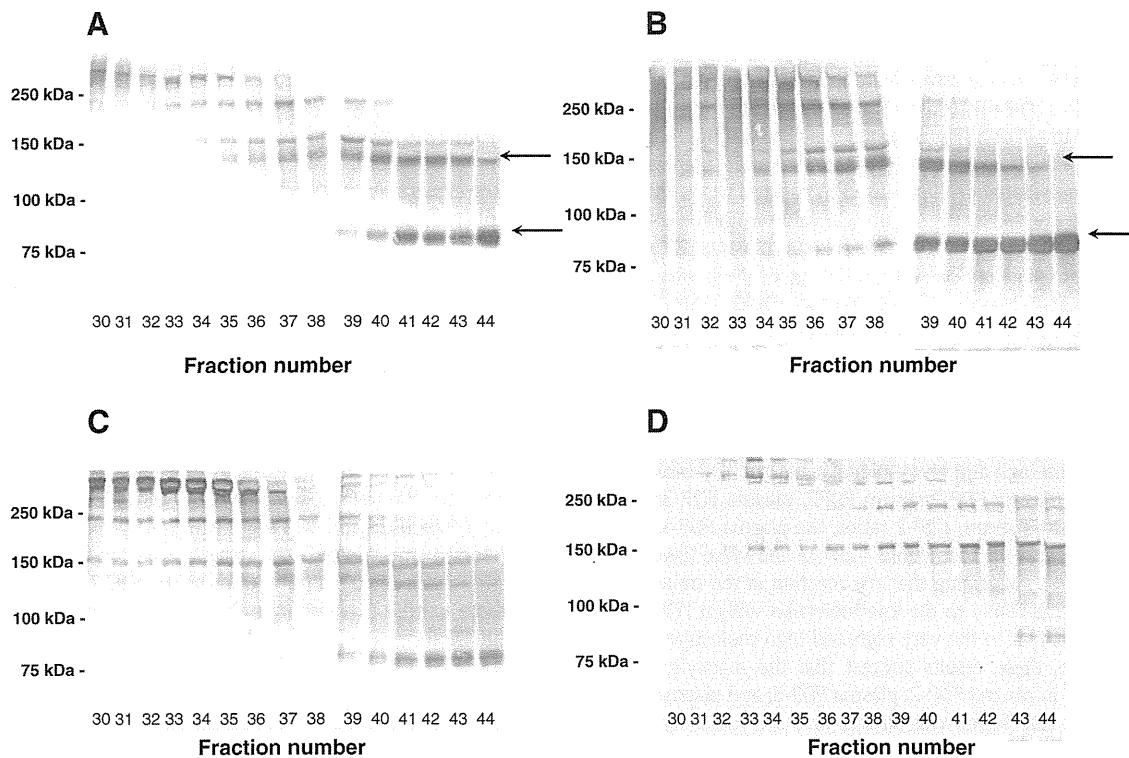 A
250 kDa -
150 kDa -
100 kDa -
75 kDa -
30 31 32 33 34 35 36 37 38 39 40 41 42 43 44
Fraction number
B
250 kDa -
150 kDa -
100 kDa -
75 kDa -
30 31 32 33 34 35 36 37 38 39 40 41 42 43 44
Fraction number
C
250 kDa -
150 kDa -
100 kDa -
75 kDa -
30 31 32 33 34 35 36 37 38 39 40 41 42 43 44
Fraction number
D
250 kDa -
150 kDa -
100 kDa -
75 kDa -
30 31 32 33 34 35 36 37 38 39 40 41 42 43 44
Fraction number